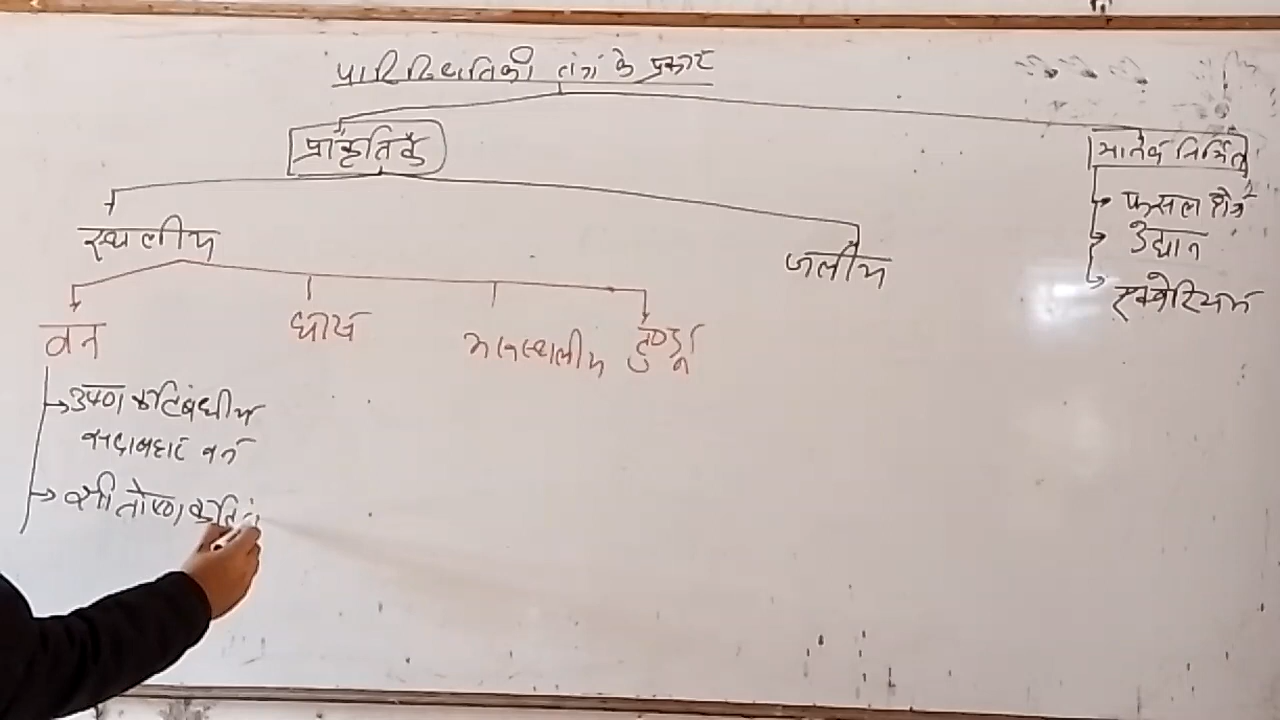 पारिस्थितिकी तंत्र के प्रकार
प्राकृतिक
मानव निर्मित
फसल क्षेत्र
उद्यान
एक्वेरियम
स्थलीय
जलीय
वन
घास
मरुस्थलीय
टुण्ड्रा
उष्ण कटिबंधीय
सदाबहार वन
शीतोष्ण कटिबं